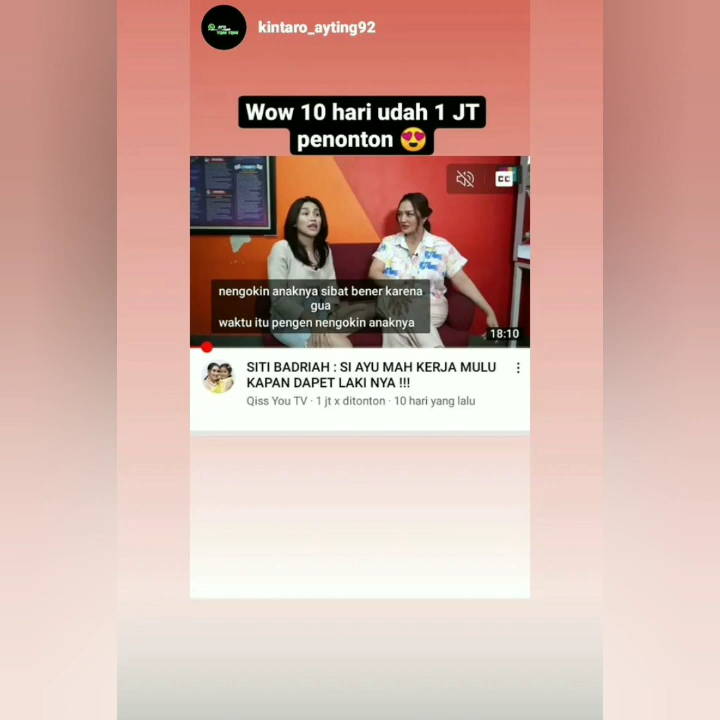 kintaro_ayting92
Wow 10 hari udah 1 JT
penonton 😍
CC
nengokin anaknya sibat bener karena
gua
waktu itu pengen nengokin anaknya
18:10
SITI BADRIAH : SI AYU MAH KERJA MULU
KAPAN DAPET LAKI NYA !!!
Qiss You TV · 1 jt x ditonton · 10 hari yang lalu